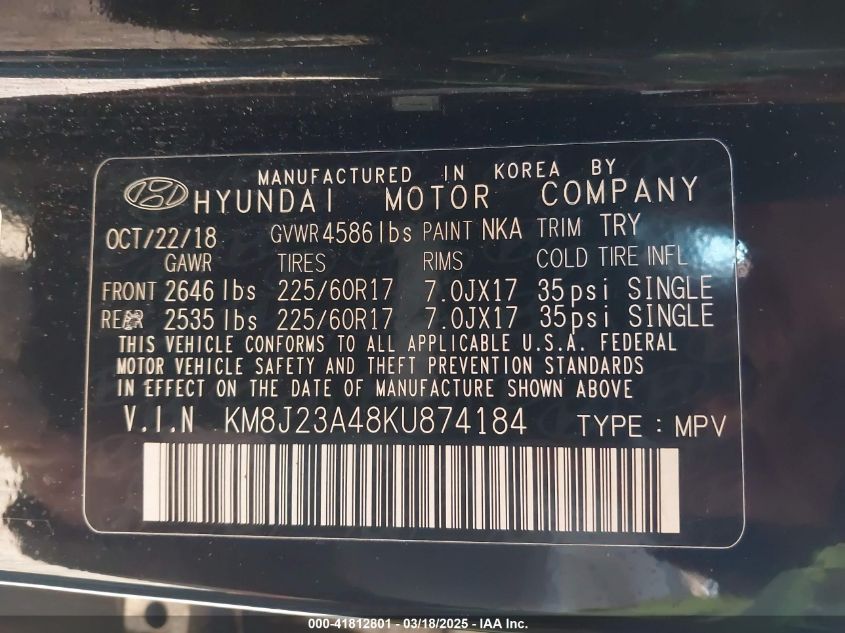 MANUFACTURED IN KOREA BY
HYUNDAI MOTOR COMPANY
OCT/22/18 GVWR 4586 lbs PAINT NKA TRIM TRY
GAWR TIRES RIMS COLD TIRE INFL
FRONT 2646 lbs 225/60R17 7.0JX17 35psi SINGLE
REAR 2535 lbs 225/60R17 7.0JX17 35psi SINGLE
THIS VEHICLE CONFORMS TO ALL APPLICABLE U.S.A. FEDERAL
MOTOR VEHICLE SAFETY AND THEFT PREVENTION STANDARDS
IN EFFECT ON THE DATE OF MANUFACTURE SHOWN ABOVE
V.I.N KM8J23A48KU874184 TYPE : MPV
000-41812801 / 03/18/2025 - IAA Inc.